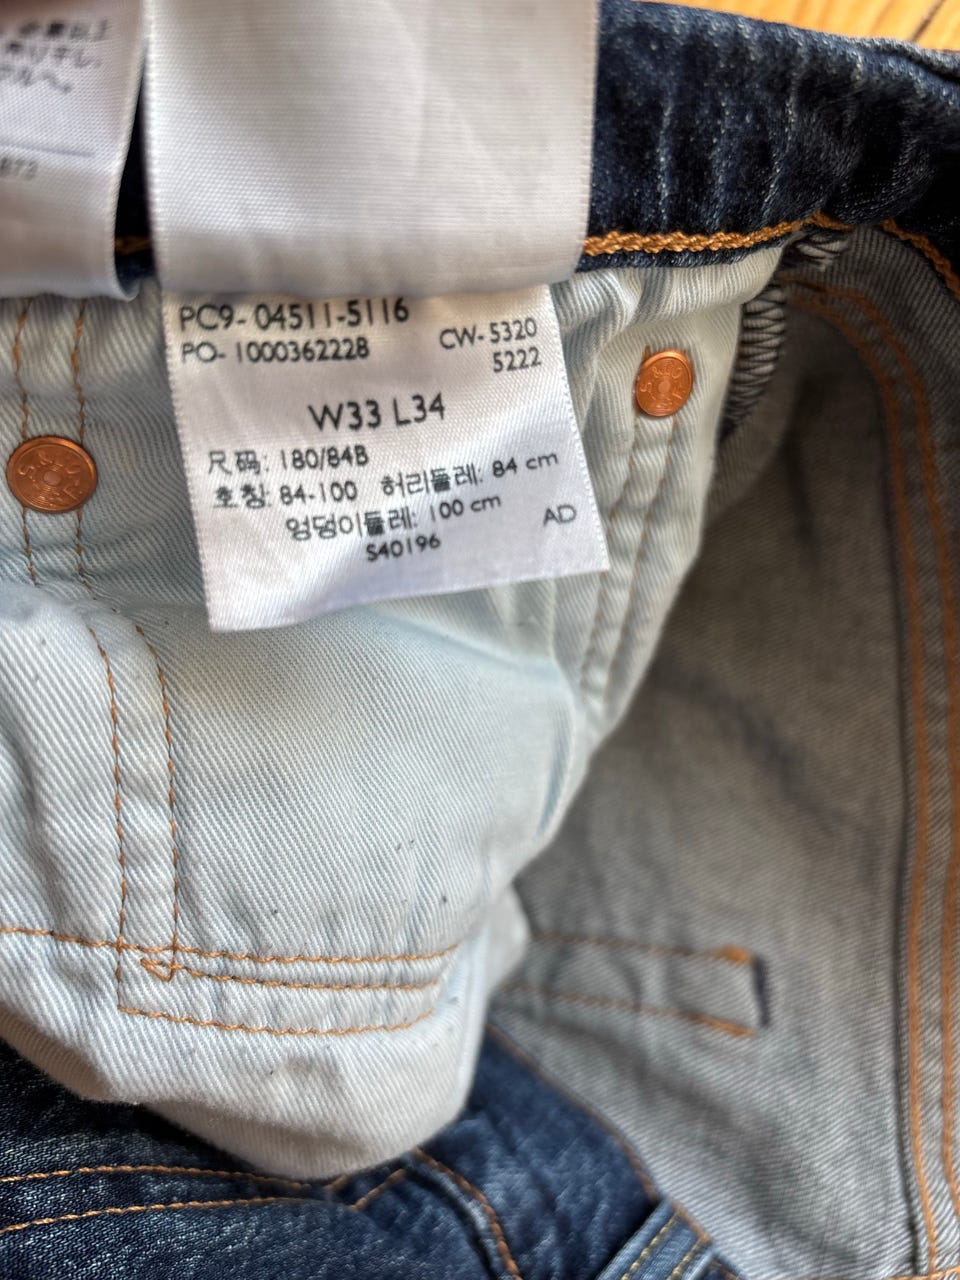 PC9-04511-5116
PO-1000362228 CW-5320
5222
W33 L34
尺码: 180/84B
호칭: 84-100 허리둘레: 84 cm
엉덩이둘레: 100 cm AD
S40196